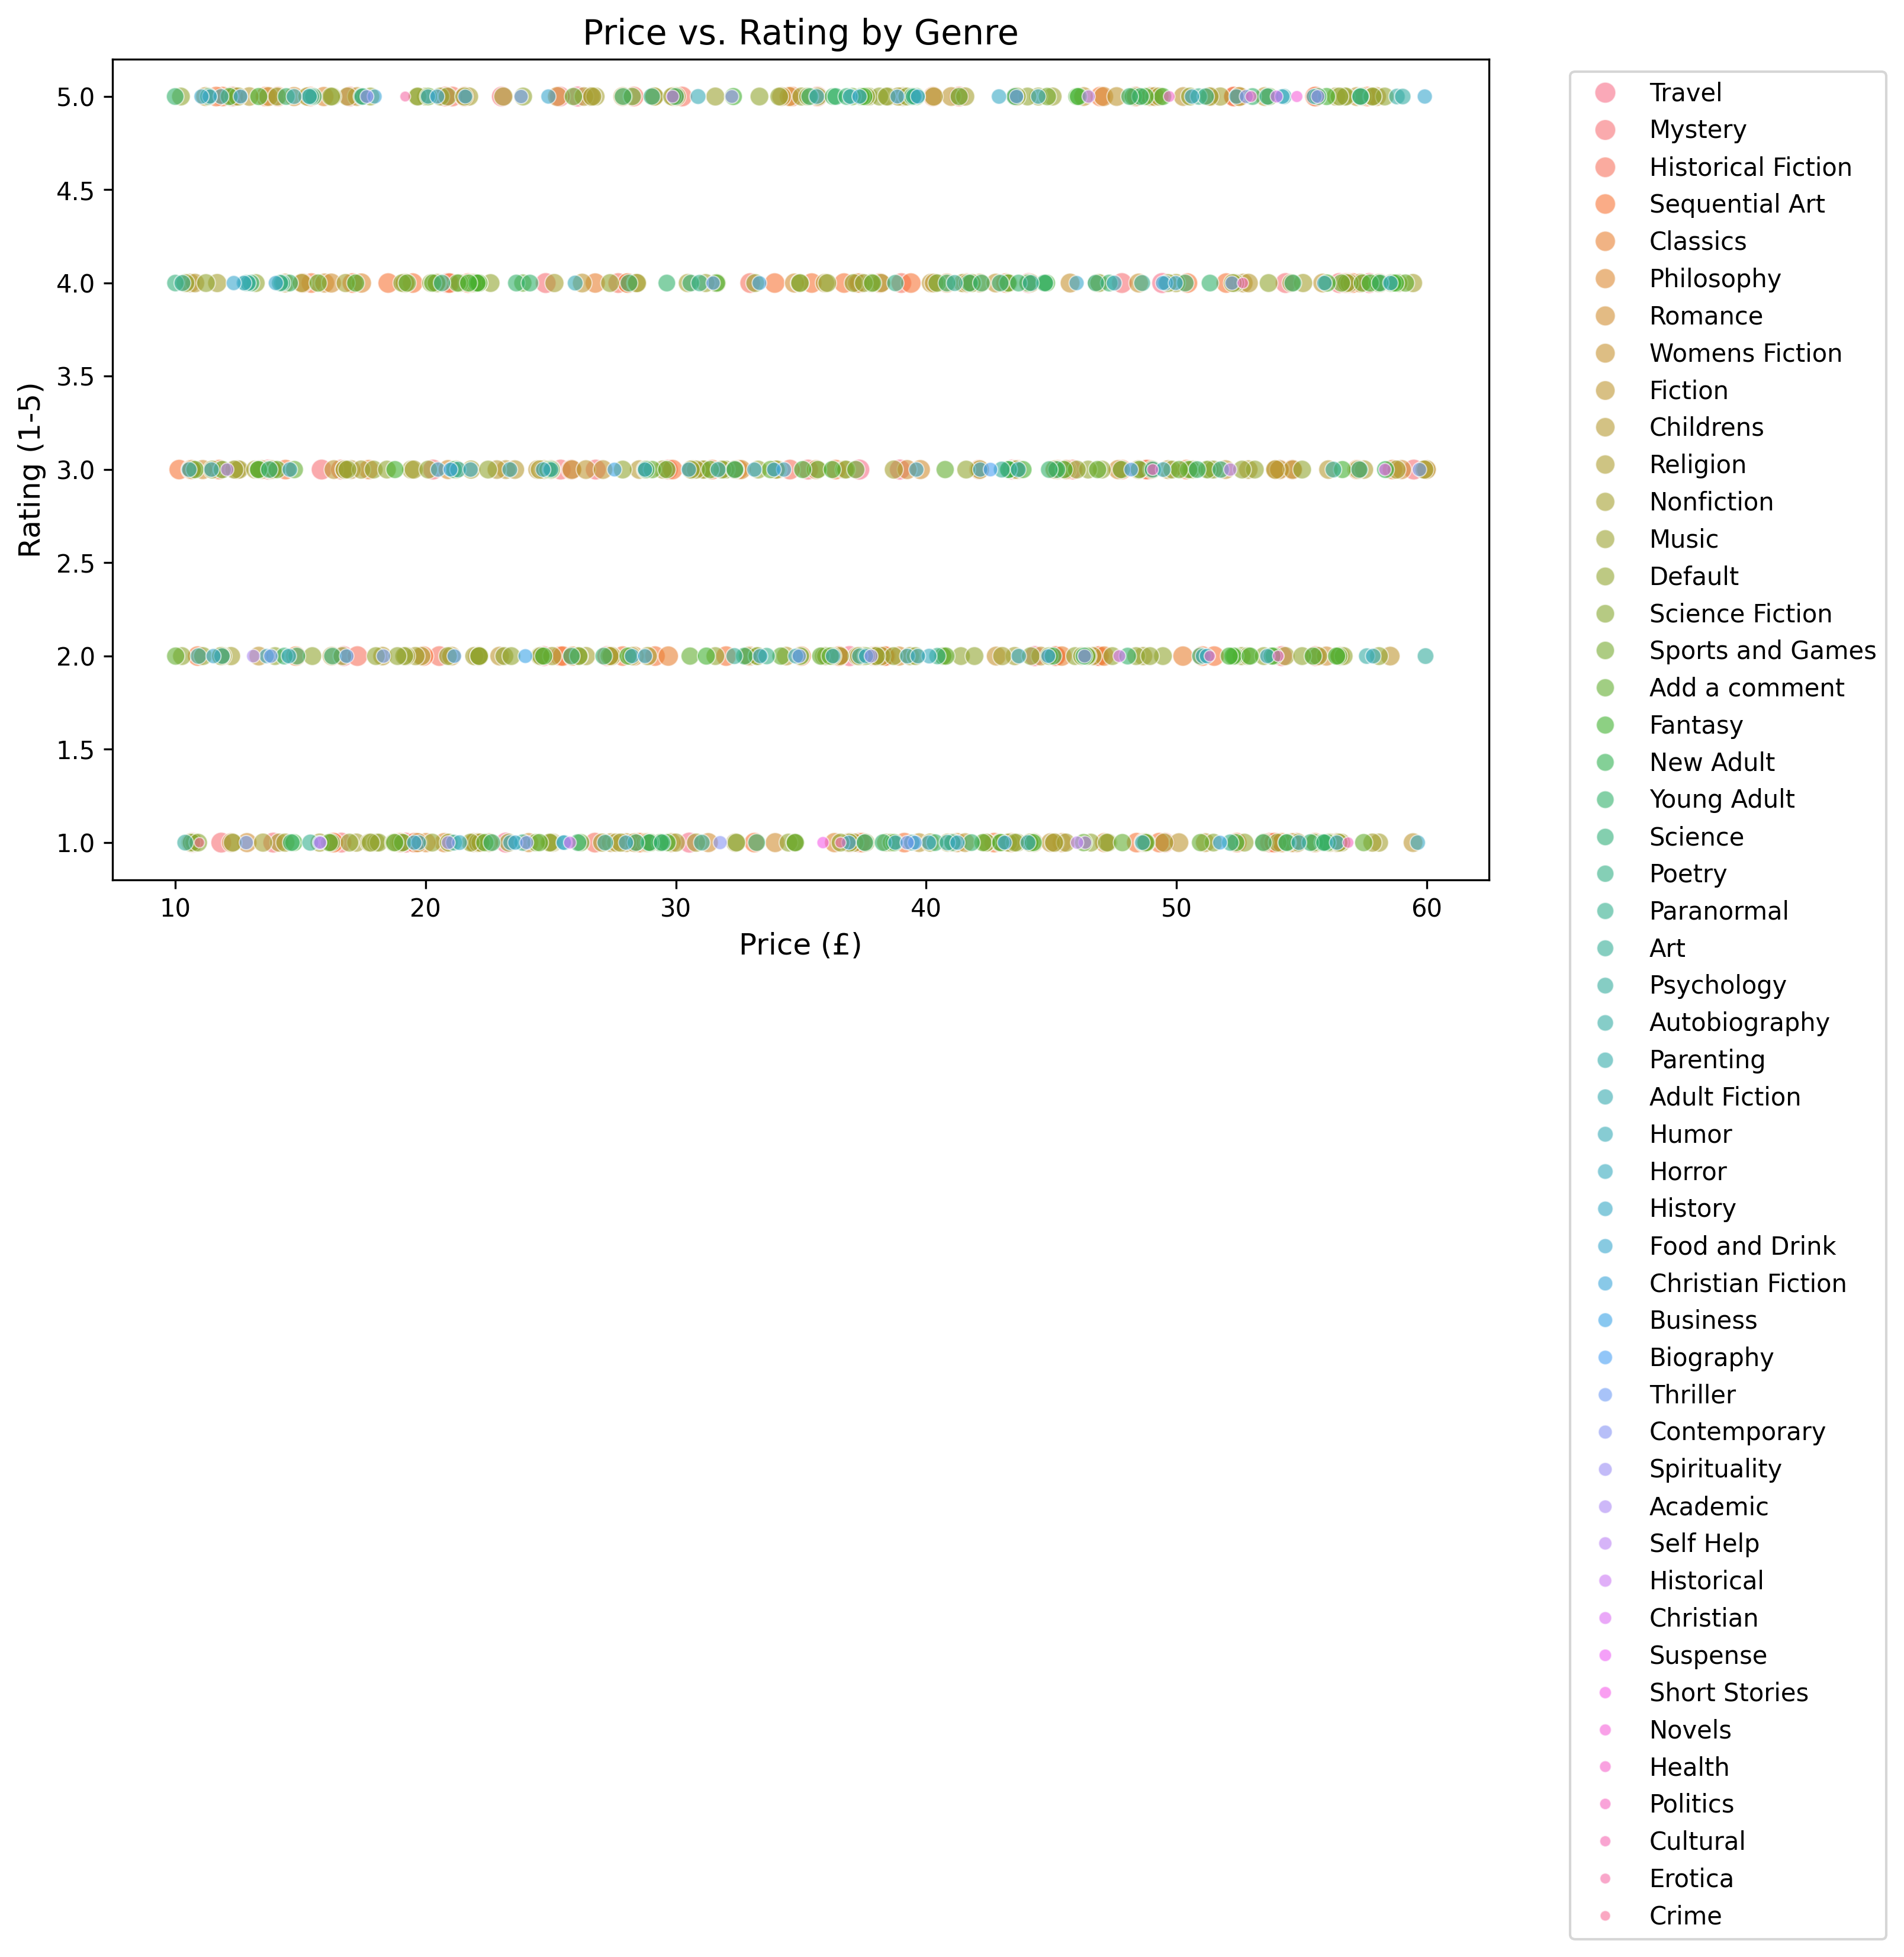 Price vs. Rating by Genre
Rating (1-5)
5.0
4.5
4.0
3.5
3.0
2.5
2.0
1.5
1.0
10 20 30 40 50 60
Price (£)
Travel
Mystery
Historical Fiction
Sequential Art
Classics
Philosophy
Romance
Womens Fiction
Fiction
Childrens
Religion
Nonfiction
Music
Default
Science Fiction
Sports and Games
Add a comment
Fantasy
New Adult
Young Adult
Science
Poetry
Paranormal
Art
Psychology
Autobiography
Parenting
Adult Fiction
Humor
Horror
History
Food and Drink
Christian Fiction
Business
Biography
Thriller
Contemporary
Spirituality
Academic
Self Help
Historical
Christian
Suspense
Short Stories
Novels
Health
Politics
Cultural
Erotica
Crime